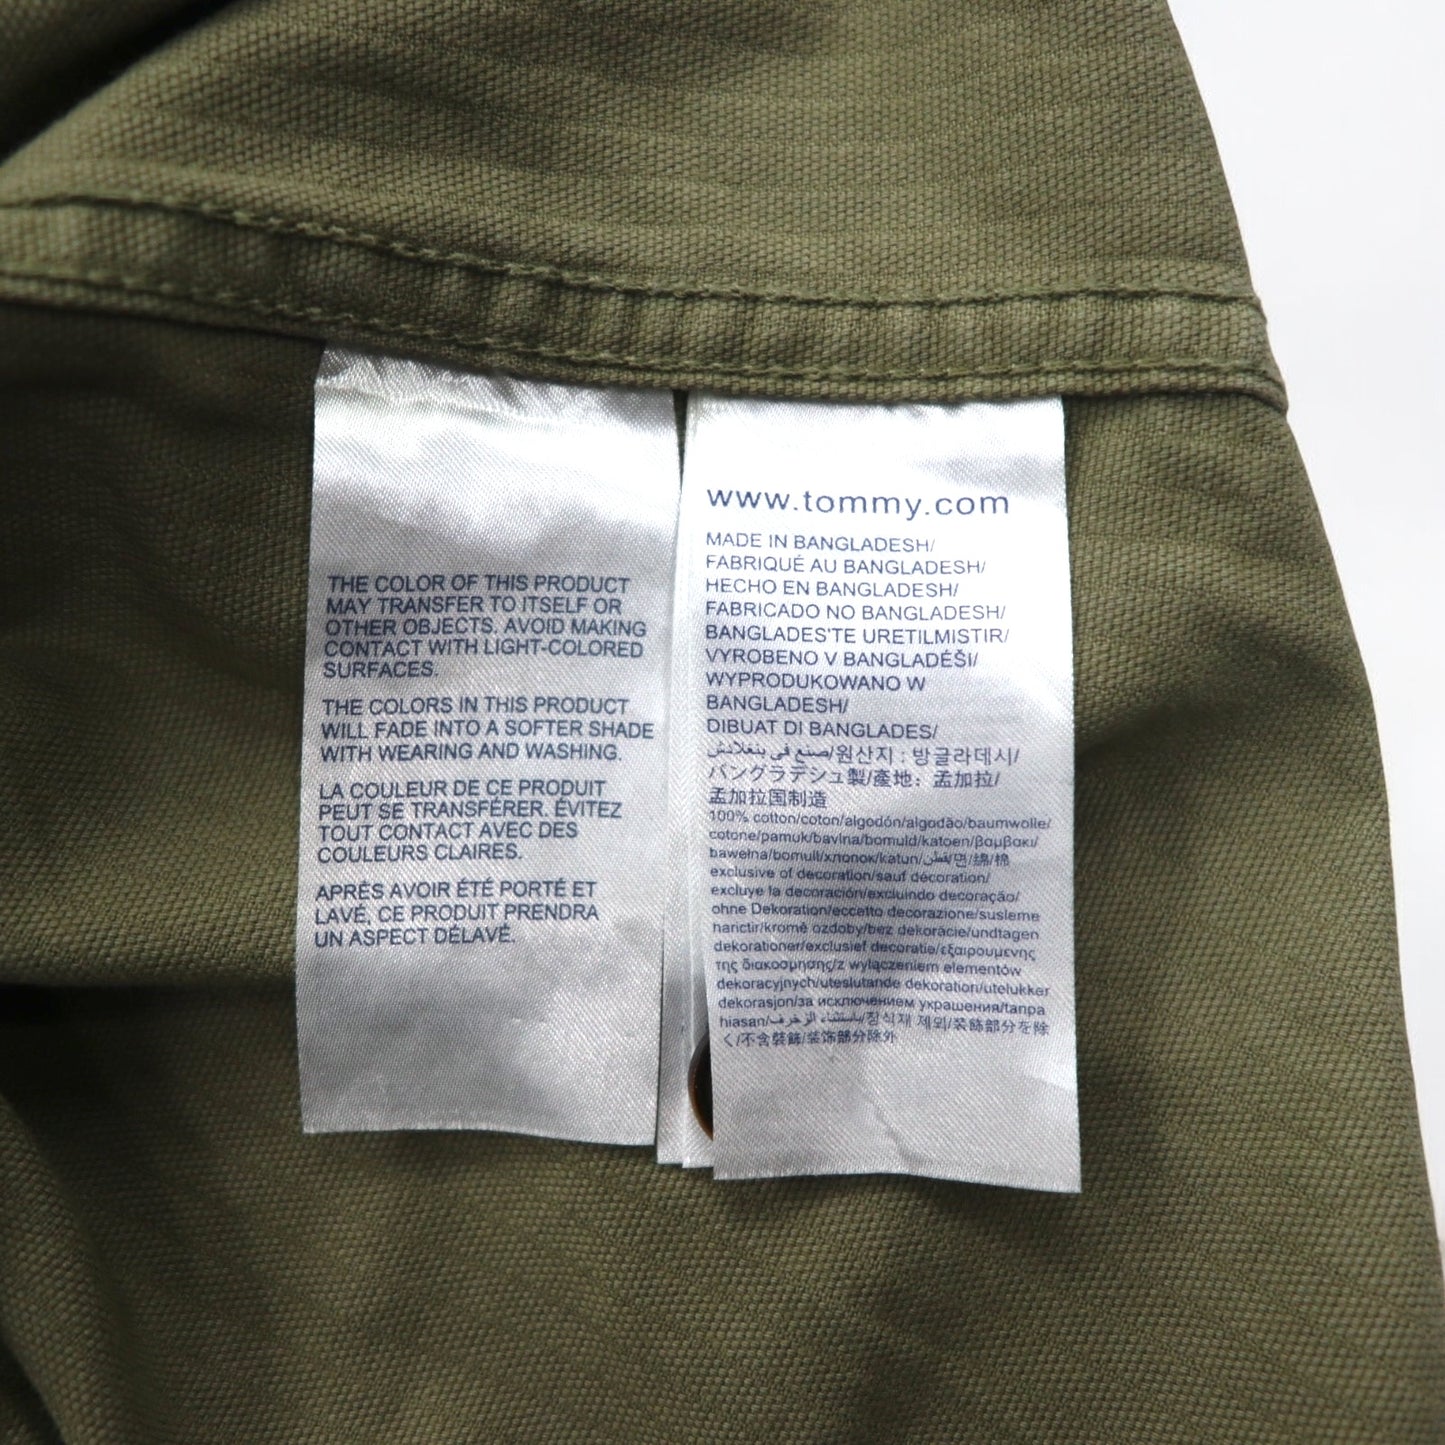 THE COLOR OF THIS PRODUCT
MAY TRANSFER TO ITSELF OR
OTHER OBJECTS. AVOID MAKING
CONTACT WITH LIGHT-COLORED
SURFACES.
THE COLORS IN THIS PRODUCT
WILL FADE INTO A SOFTER SHADE
WITH WEARING AND WASHING.
LA COULEUR DE CE PRODUIT
PEUT SE TRANSFÉRER. ÉVITEZ
TOUT CONTACT AVEC DES
COULEURS CLAIRES.
APRÈS AVOIR ÉTÉ PORTÉ ET
LAVÉ, CE PRODUIT PRENDRA
UN ASPECT DÉLAVÉ.
www.tommy.com
MADE IN BANGLADESH/
FABRIQUÉ AU BANGLADESH/
HECHO EN BANGLADESH/
FABRICADO NO BANGLADESH/
BANGLADES'TE URETILMISTIR/
VYROBENO V BANGLADÉŠI/
WYPRODUKOWANO W
BANGLADESH/
DIBUAT DI BANGLADES/
صنع في بنغلادش/원산지 : 방글라데시/
バングラデシュ製/產地: 孟加拉/
孟加拉国制造
100% cotton/coton/algodón/algodão/baumwolle/
cotone/pamuk/bavlna/bomuld/katoen/βαμβακι/
bawełna/bomull/хлопок/katun/قطن/면/綿/棉
exclusive of decoration/sauf décoration/
excluye la decoración/excluindo decoração/
ohne Dekoration/eccetto decorazione/susleme
harictir/kromě ozdoby/bez dekorácie/undtagen
dekorationer/exclusief decoratie/εξαιρουμενης
της διακοσμησης/z wyłączeniem elementów
dekoracyjnych/uteslutande dekoration/utelukker
dekorasjon/за исключением украшения/tanpa
hiasan/باستثناء الزخرف/장식재 제외/装飾部分を除
く/不含裝飾/装饰部分除外